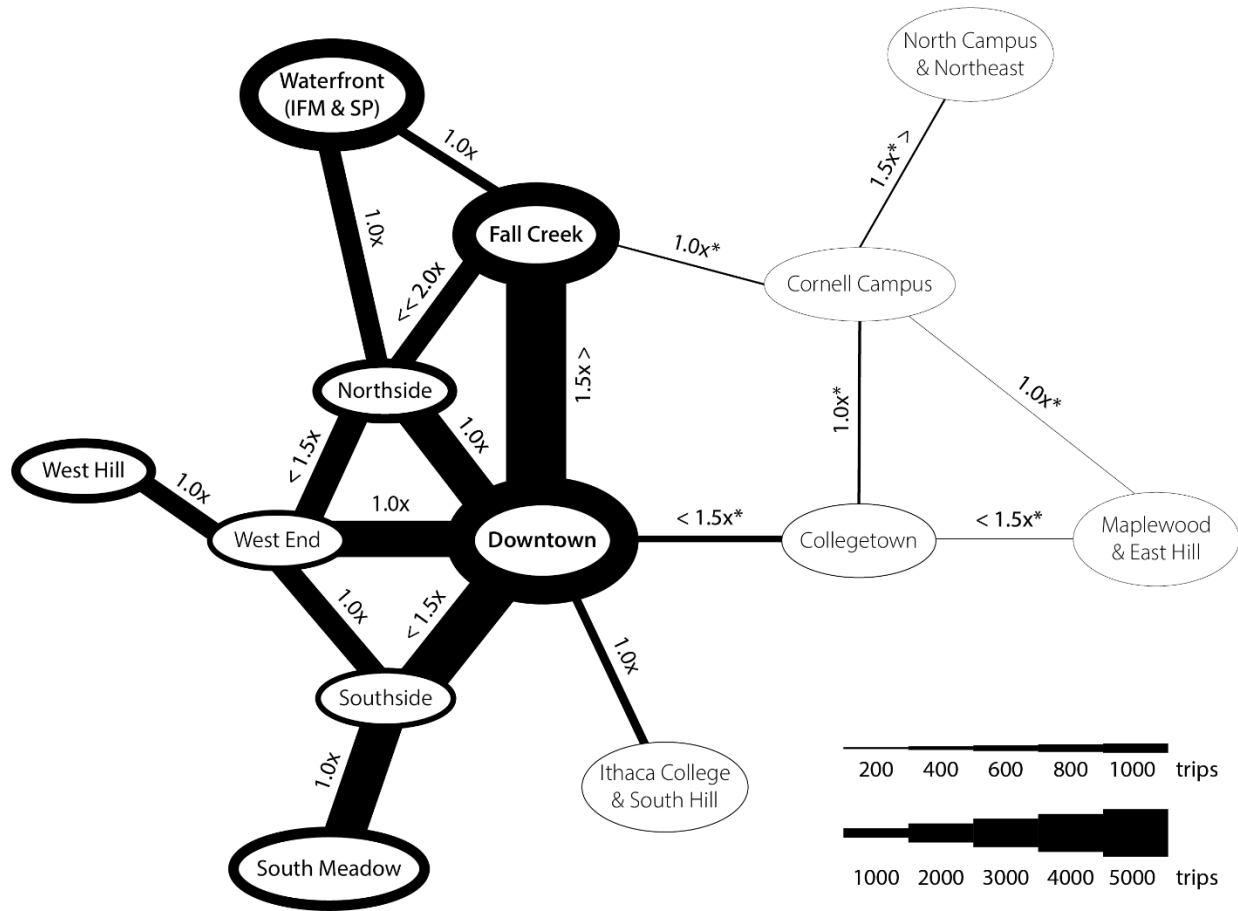 North Campus
& Northeast
Waterfront
(IFM & SP)
1.0x
1.5x* >
1.0x
Fall Creek
1.0x*
Cornell Campus
<< 2.0x
1.5x >
Northside
1.0x*
1.0x*
< 1.5x
1.0x
West Hill
1.0x
1.0x
West End
Downtown
< 1.5x*
Collegetown
< 1.5x*
Maplewood
& East Hill
1.0x
< 1.5x
1.0x
Southside
1.0x
Ithaca College
& South Hill
South Meadow
200 400 600 800 1000 trips
1000 2000 3000 4000 5000 trips